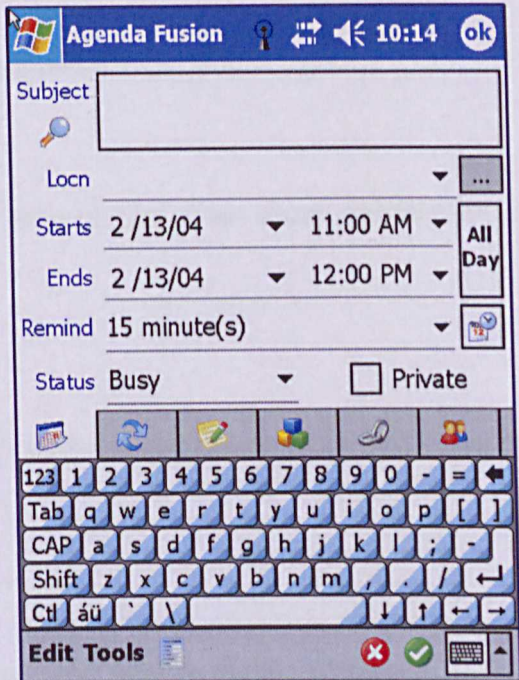 Agenda Fusion 10:14 ok
Subject
Locn ...
Starts 2 /13/04 11:00 AM All Day
Ends 2 /13/04 12:00 PM
Remind 15 minute(s) 12
Status Busy Private
123 1 2 3 4 5 6 7 8 9 0 - =
Tab q w e r t y u i o p [ ]
CAP a s d f g h j k l ; -
Shift z x c v b n m , . /
Ctl áü ` \
Edit Tools